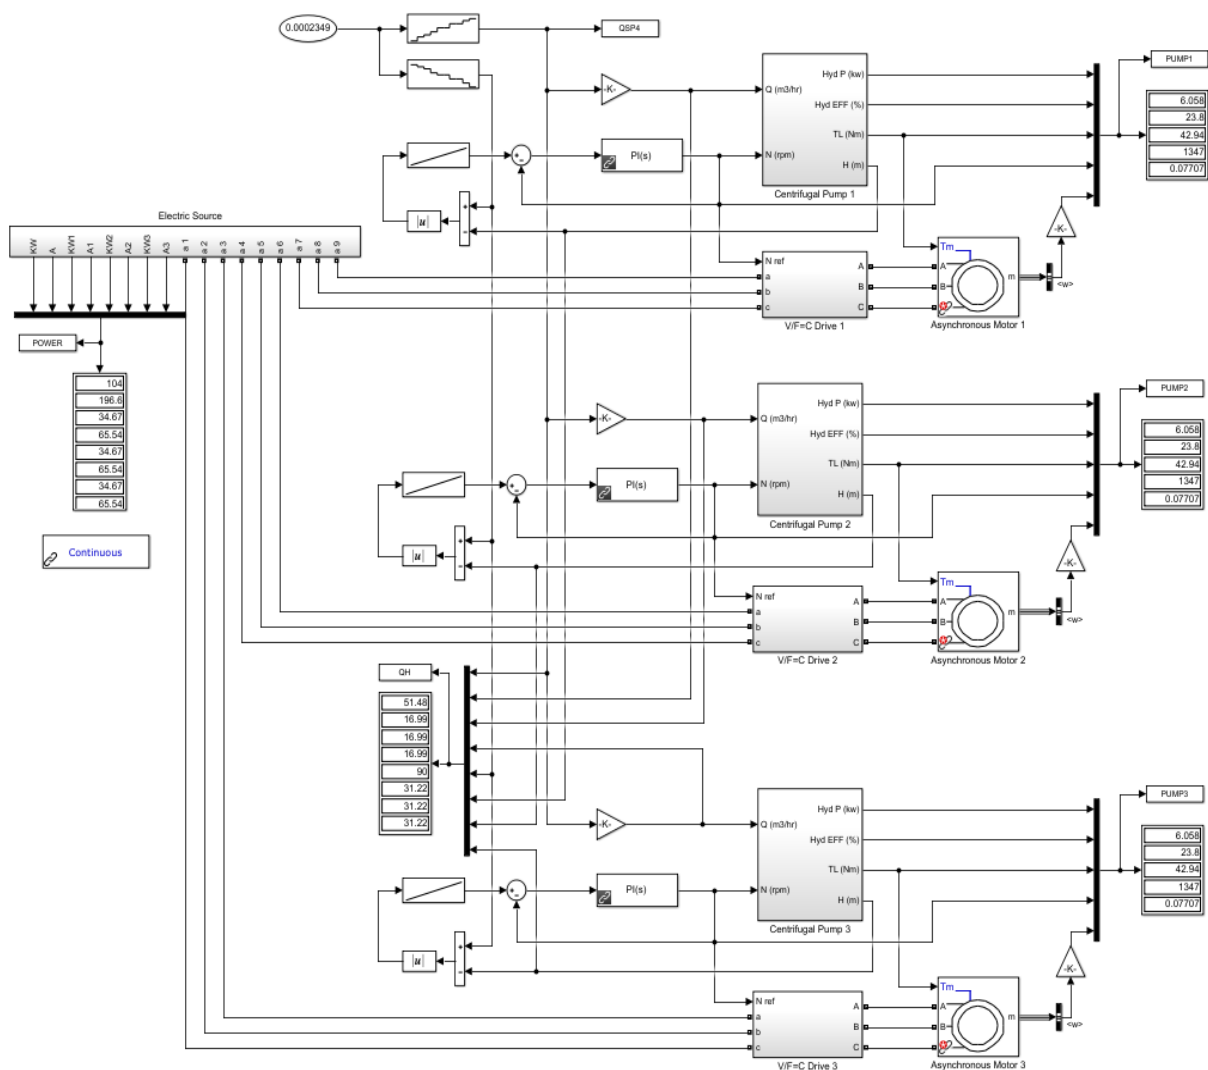 0.0002349
QSP4
-K-
PI(s)
+
-
|u|
+
-
Q (m3/hr)
N (rpm)
Hyd P (kw)
Hyd EFF (%)
TL (Nm)
H (m)
Centrifugal Pump 1
PUMP1
6.058
23.8
42.94
1347
0.07707
-K-
N ref
a
b
c
A
B
C
V/F=C Drive 1
Tm
A
B
C
m
Asynchronous Motor 1
<w>
Electric Source
KW
A
KW1
A1
KW2
A2
KW3
A3
a 1
a 2
a 3
a 4
a 5
a 6
a 7
a 8
a 9
POWER
104
196.6
34.67
65.54
34.67
65.54
34.67
65.54
Continuous
-K-
PI(s)
+
-
|u|
+
-
Q (m3/hr)
N (rpm)
Hyd P (kw)
Hyd EFF (%)
TL (Nm)
H (m)
Centrifugal Pump 2
PUMP2
6.058
23.8
42.94
1347
0.07707
-K-
N ref
a
b
c
A
B
C
V/F=C Drive 2
Tm
A
B
C
m
Asynchronous Motor 2
<w>
QH
51.48
16.99
16.99
16.99
90
31.22
31.22
31.22
-K-
PI(s)
+
-
|u|
+
-
Q (m3/hr)
N (rpm)
Hyd P (kw)
Hyd EFF (%)
TL (Nm)
H (m)
Centrifugal Pump 3
PUMP3
6.058
23.8
42.94
1347
0.07707
-K-
N ref
a
b
c
A
B
C
V/F=C Drive 3
Tm
A
B
C
m
Asynchronous Motor 3
<w>